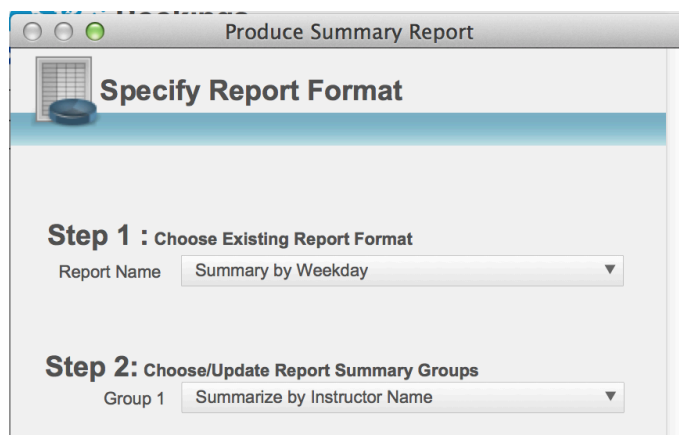 Produce Summary Report
Specify Report Format
Step 1 : Choose Existing Report Format
Report Name Summary by Weekday
Step 2: Choose/Update Report Summary Groups
Group 1 Summarize by Instructor Name